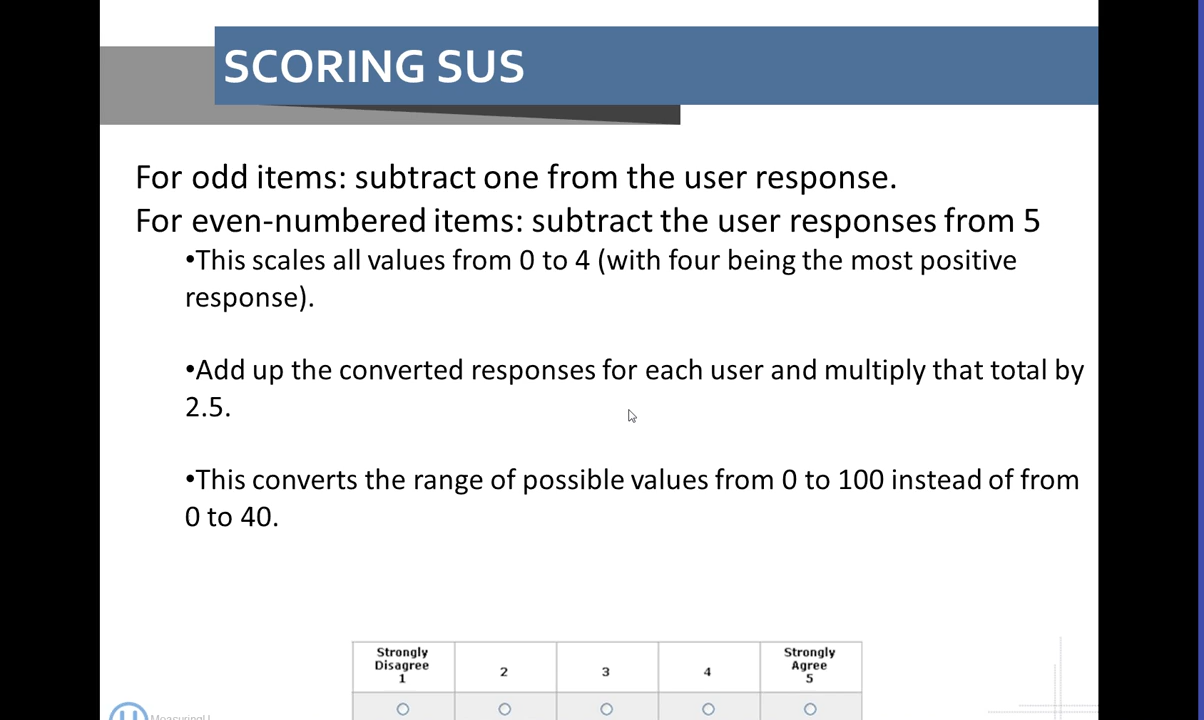 SCORING SUS
For odd items: subtract one from the user response.
For even-numbered items: subtract the user responses from 5
•This scales all values from 0 to 4 (with four being the most positive
response).
•Add up the converted responses for each user and multiply that total by
2.5.
•This converts the range of possible values from 0 to 100 instead of from
0 to 40.
Strongly Disagree 1 2 3 4 Strongly Agree 5
MeasuringU